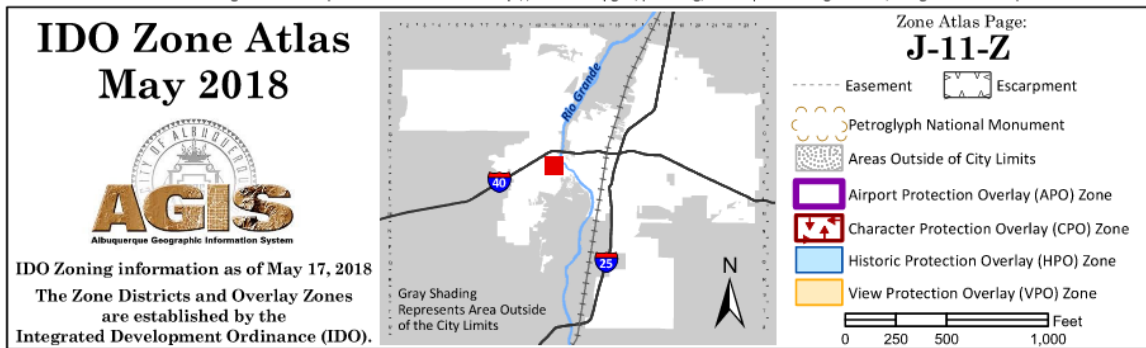 IDO Zone Atlas
May 2018
CITY OF ALBUQUERQUE
AGIS
Albuquerque Geographic Information System
IDO Zoning information as of May 17, 2018
The Zone Districts and Overlay Zones
are established by the
Integrated Development Ordinance (IDO).
Rio Grande
40
25
N
Gray Shading
Represents Area Outside
of the City Limits
Zone Atlas Page:
J-11-Z
Easement
Escarpment
Petroglyph National Monument
Areas Outside of City Limits
Airport Protection Overlay (APO) Zone
Character Protection Overlay (CPO) Zone
Historic Protection Overlay (HPO) Zone
View Protection Overlay (VPO) Zone
Feet
0 250 500 1,000